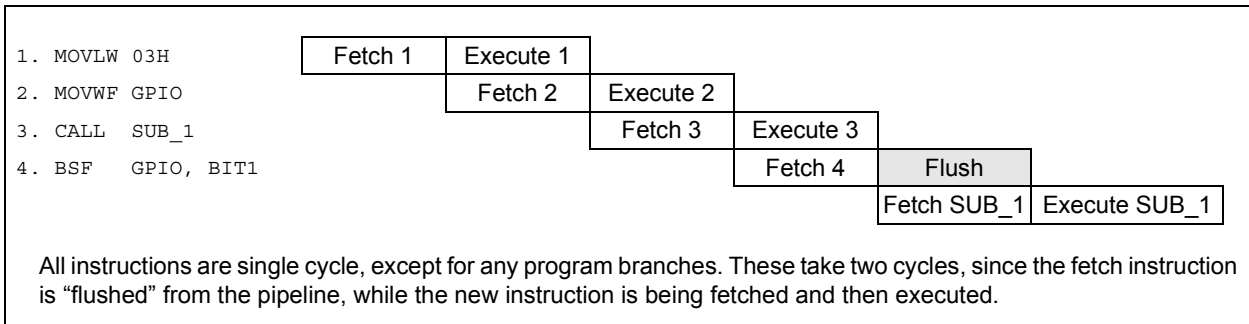 1. MOVLW 03H Fetch 1 Execute 1
2. MOVWF GPIO Fetch 2 Execute 2
3. CALL SUB_1 Fetch 3 Execute 3
4. BSF GPIO, BIT1 Fetch 4 Flush
Fetch SUB_1 Execute SUB_1
All instructions are single cycle, except for any program branches. These take two cycles, since the fetch instruction
is “flushed” from the pipeline, while the new instruction is being fetched and then executed.